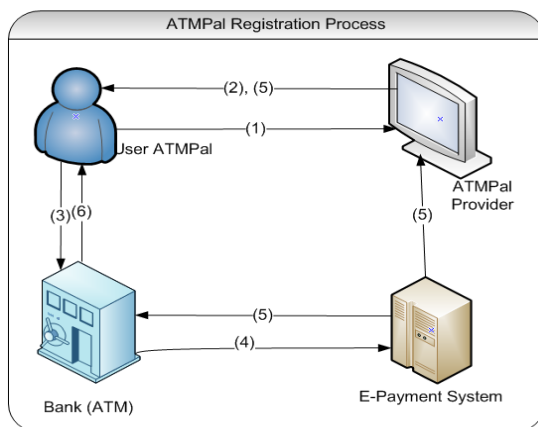 ATMPal Registration Process
(2), (5)
(1)
User ATMPal
ATMPal
Provider
(3)
(6)
(5)
(5)
(4)
Bank (ATM)
E-Payment System